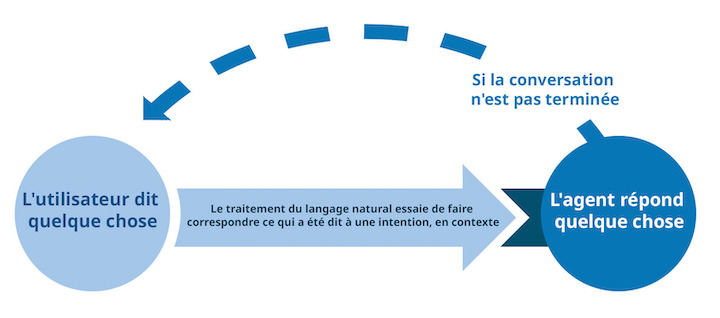 Si la conversation
n'est pas terminée
L'utilisateur dit
quelque chose
Le traitement du langage natural essaie de faire
correspondre ce qui a été dit à une intention, en contexte
L'agent répond
quelque chose